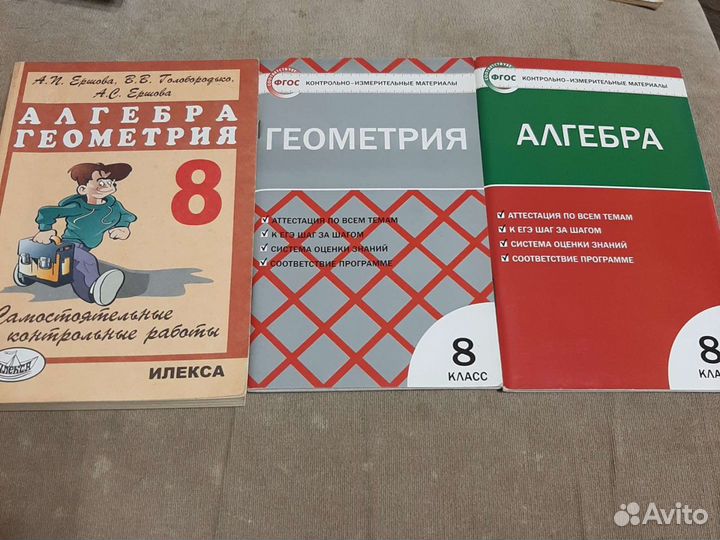 А.П. Ершова, В.В. Голобородько,
А.С. Ершова
АЛГЕБРА
ГЕОМЕТРИЯ
8
Самостоятельные
контрольные работы
ИЛЕКСА
ИЛЕКСА
ФГОС
КОНТРОЛЬНО-ИЗМЕРИТЕЛЬНЫЕ МАТЕРИАЛЫ
ГЕОМЕТРИЯ
АТТЕСТАЦИЯ ПО ВСЕМ ТЕМАМ
К ЕГЭ ШАГ ЗА ШАГОМ
СИСТЕМА ОЦЕНКИ ЗНАНИЙ
СООТВЕТСТВИЕ ПРОГРАММЕ
8
КЛАСС
ФГОС
КОНТРОЛЬНО-ИЗМЕРИТЕЛЬНЫЕ МАТЕРИАЛЫ
АЛГЕБРА
АТТЕСТАЦИЯ ПО ВСЕМ ТЕМАМ
К ЕГЭ ШАГ ЗА ШАГОМ
СИСТЕМА ОЦЕНКИ ЗНАНИЙ
СООТВЕТСТВИЕ ПРОГРАММЕ
8
КЛА
Avito